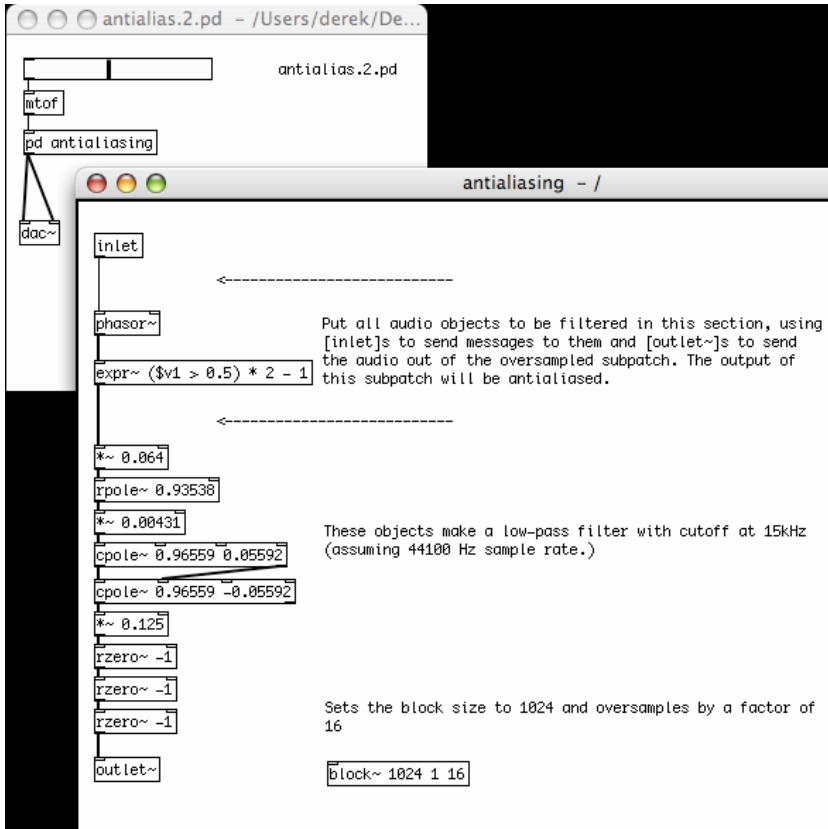 antialias.2.pd - /Users/derek/De...
antialias.2.pd
mtof
pd antialiasing
dac~
antialiasing - /
inlet
<---------------------------
phasor~
Put all audio objects to be filtered in this section, using
[inlet]s to send messages to them and [outlet~]s to send
the audio out of the oversampled subpatch. The output of
this subpatch will be antialiased.
expr~ ($v1 > 0.5) * 2 - 1
<---------------------------
*~ 0.064
rpole~ 0.93538
*~ 0.00431
These objects make a low-pass filter with cutoff at 15kHz
(assuming 44100 Hz sample rate.)
cpole~ 0.96559 0.05592
cpole~ 0.96559 -0.05592
*~ 0.125
rzero~ -1
rzero~ -1
rzero~ -1
Sets the block size to 1024 and oversamples by a factor of
16
outlet~
block~ 1024 1 16